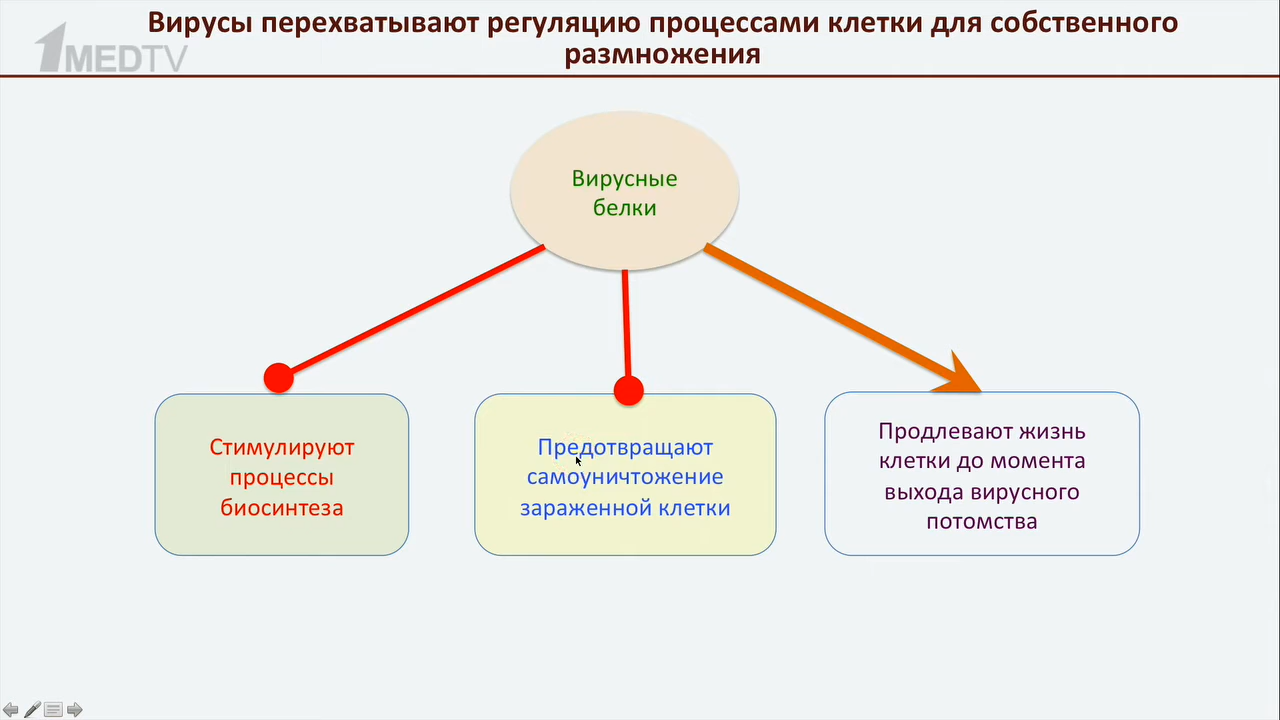 Вирусы перехватывают регуляцию процессами клетки для собственного
размножения
1MEDTV
Вирусные
белки
Стимулируют
процессы
биосинтеза
Предотвращают
самоуничтожение
зараженной клетки
Продлевают жизнь
клетки до момента
выхода вирусного
потомства